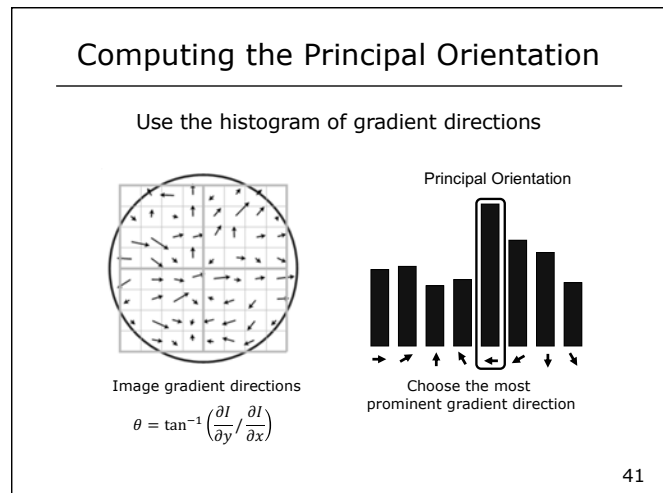 Computing the Principal Orientation
Use the histogram of gradient directions
Principal Orientation
Image gradient directions
θ = tan⁻¹(∂I/∂y / ∂I/∂x)
Choose the most
prominent gradient direction
41